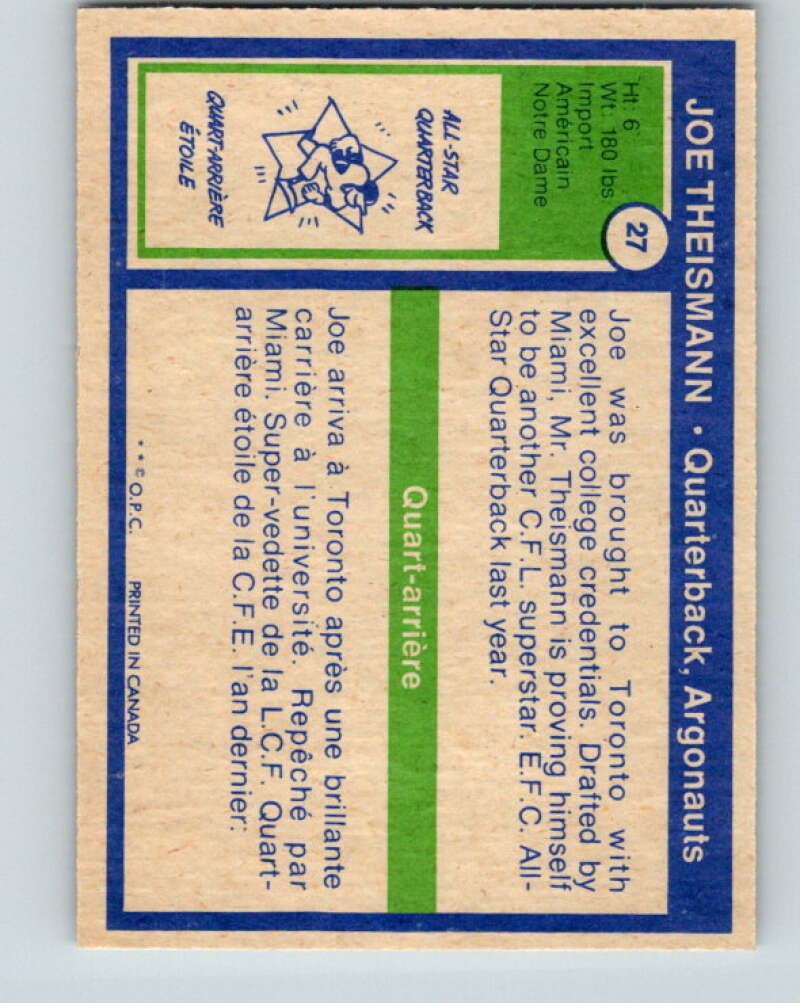 JOE THEISMANN • Quarterback, Argonauts
27
Ht: 6'
Wt: 180 lbs
Import
Américain
Notre Dame
ALL-STAR
QUARTERBACK
QUART-ARRIÈRE
ÉTOILE
Joe was brought to Toronto with
excellent college credentials. Drafted by
Miami, Mr. Theismann is proving himself
to be another C.F.L. superstar. E.F.C. All-
Star Quarterback last year.
Quart-arrière
Joe arriva à Toronto après une brillante
carrière à l'université. Repêché par
Miami. Super-vedette de la L.C.F. Quart-
arrière étoile de la C.F.E. l'an dernier.
* * © O.P.C. PRINTED IN CANADA